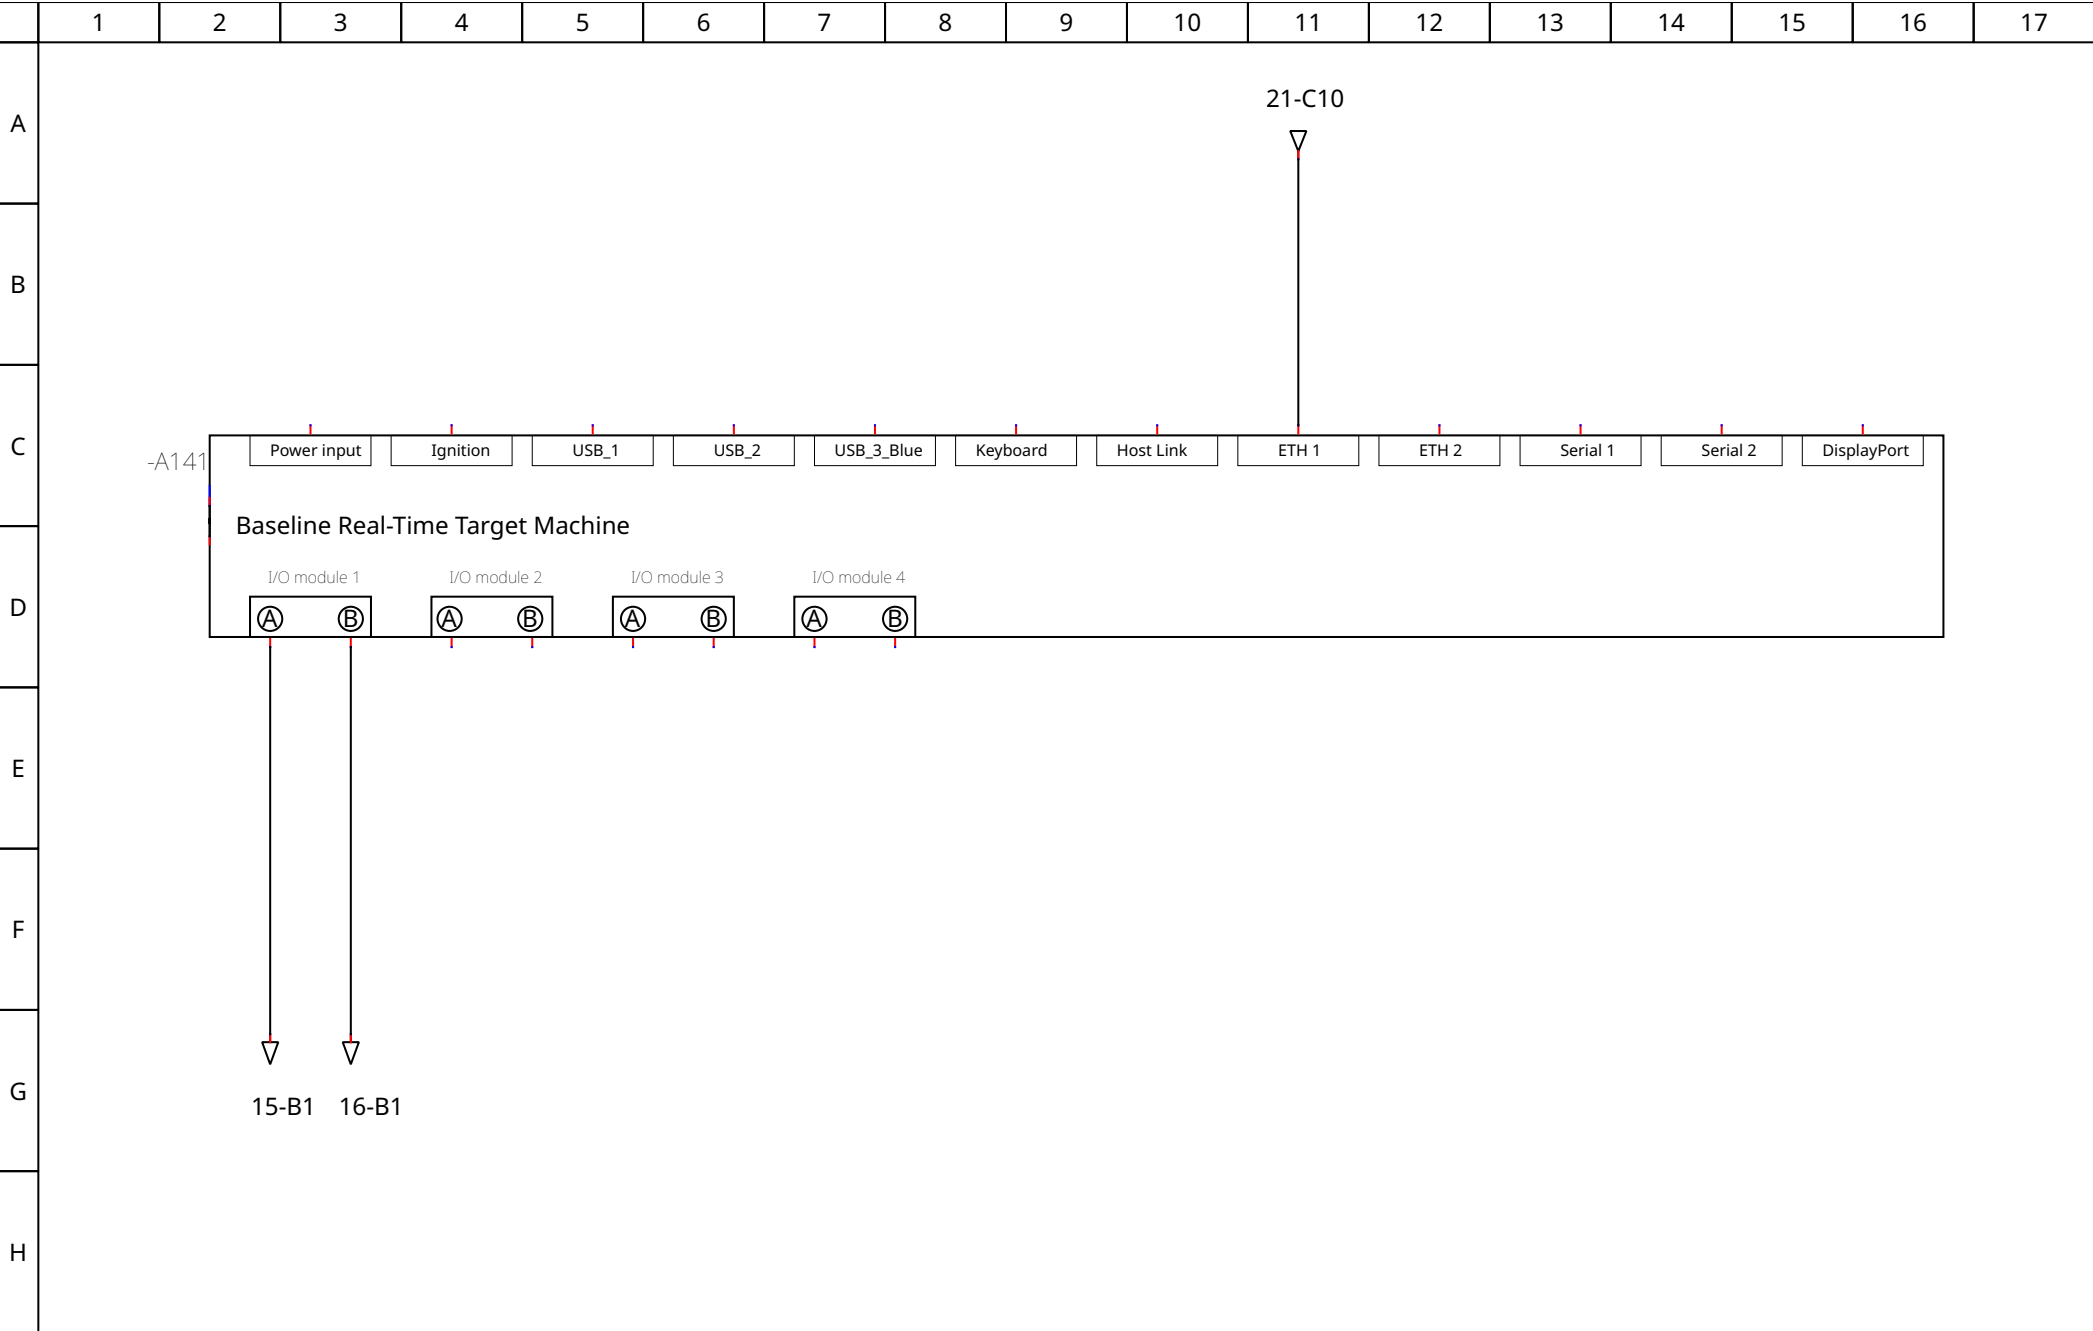 1 2 3 4 5 6 7 8 9 10 11 12 13 14 15 16 17
A
21-C10
B
C
-A141
Power input Ignition USB_1 USB_2 USB_3_Blue Keyboard Host Link ETH 1 ETH 2 Serial 1 Serial 2 DisplayPort
Baseline Real-Time Target Machine
I/O module 1 I/O module 2 I/O module 3 I/O module 4
D
A B A B A B A B
E
F
G
15-B1 16-B1
H